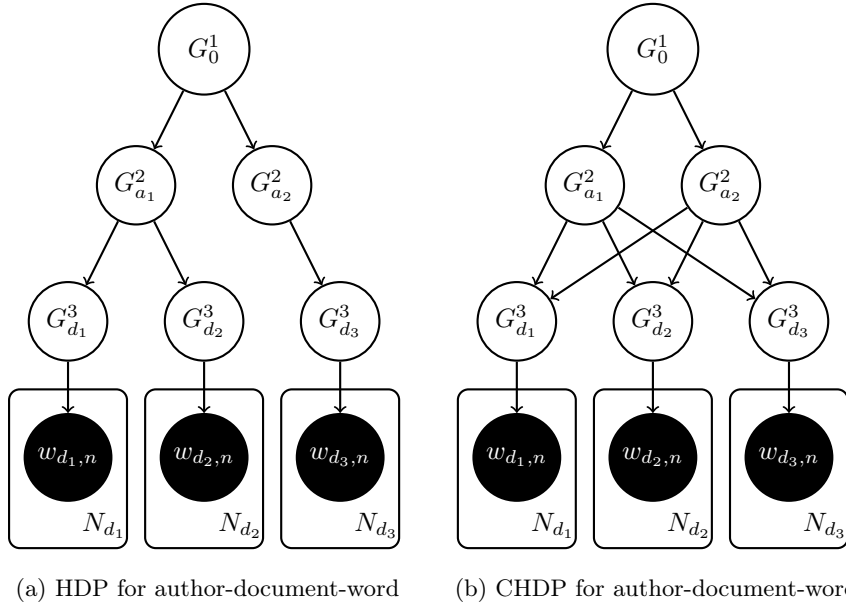 G_0^1 G_0^1
G_{a_1}^2 G_{a_2}^2 G_{a_1}^2 G_{a_2}^2
G_{d_1}^3 G_{d_2}^3 G_{d_3}^3 G_{d_1}^3 G_{d_2}^3 G_{d_3}^3
w_{d_1,n} w_{d_2,n} w_{d_3,n} w_{d_1,n} w_{d_2,n} w_{d_3,n}
N_{d_1} N_{d_2} N_{d_3} N_{d_1} N_{d_2} N_{d_3}
(a) HDP for author-document-word (b) CHDP for author-document-word